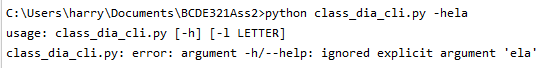 C:\Users\harry\Documents\BCDE321Ass2>python class_dia_cli.py -hela
usage: class_dia_cli.py [-h] [-l LETTER]
class_dia_cli.py: error: argument -h/--help: ignored explicit argument 'ela'